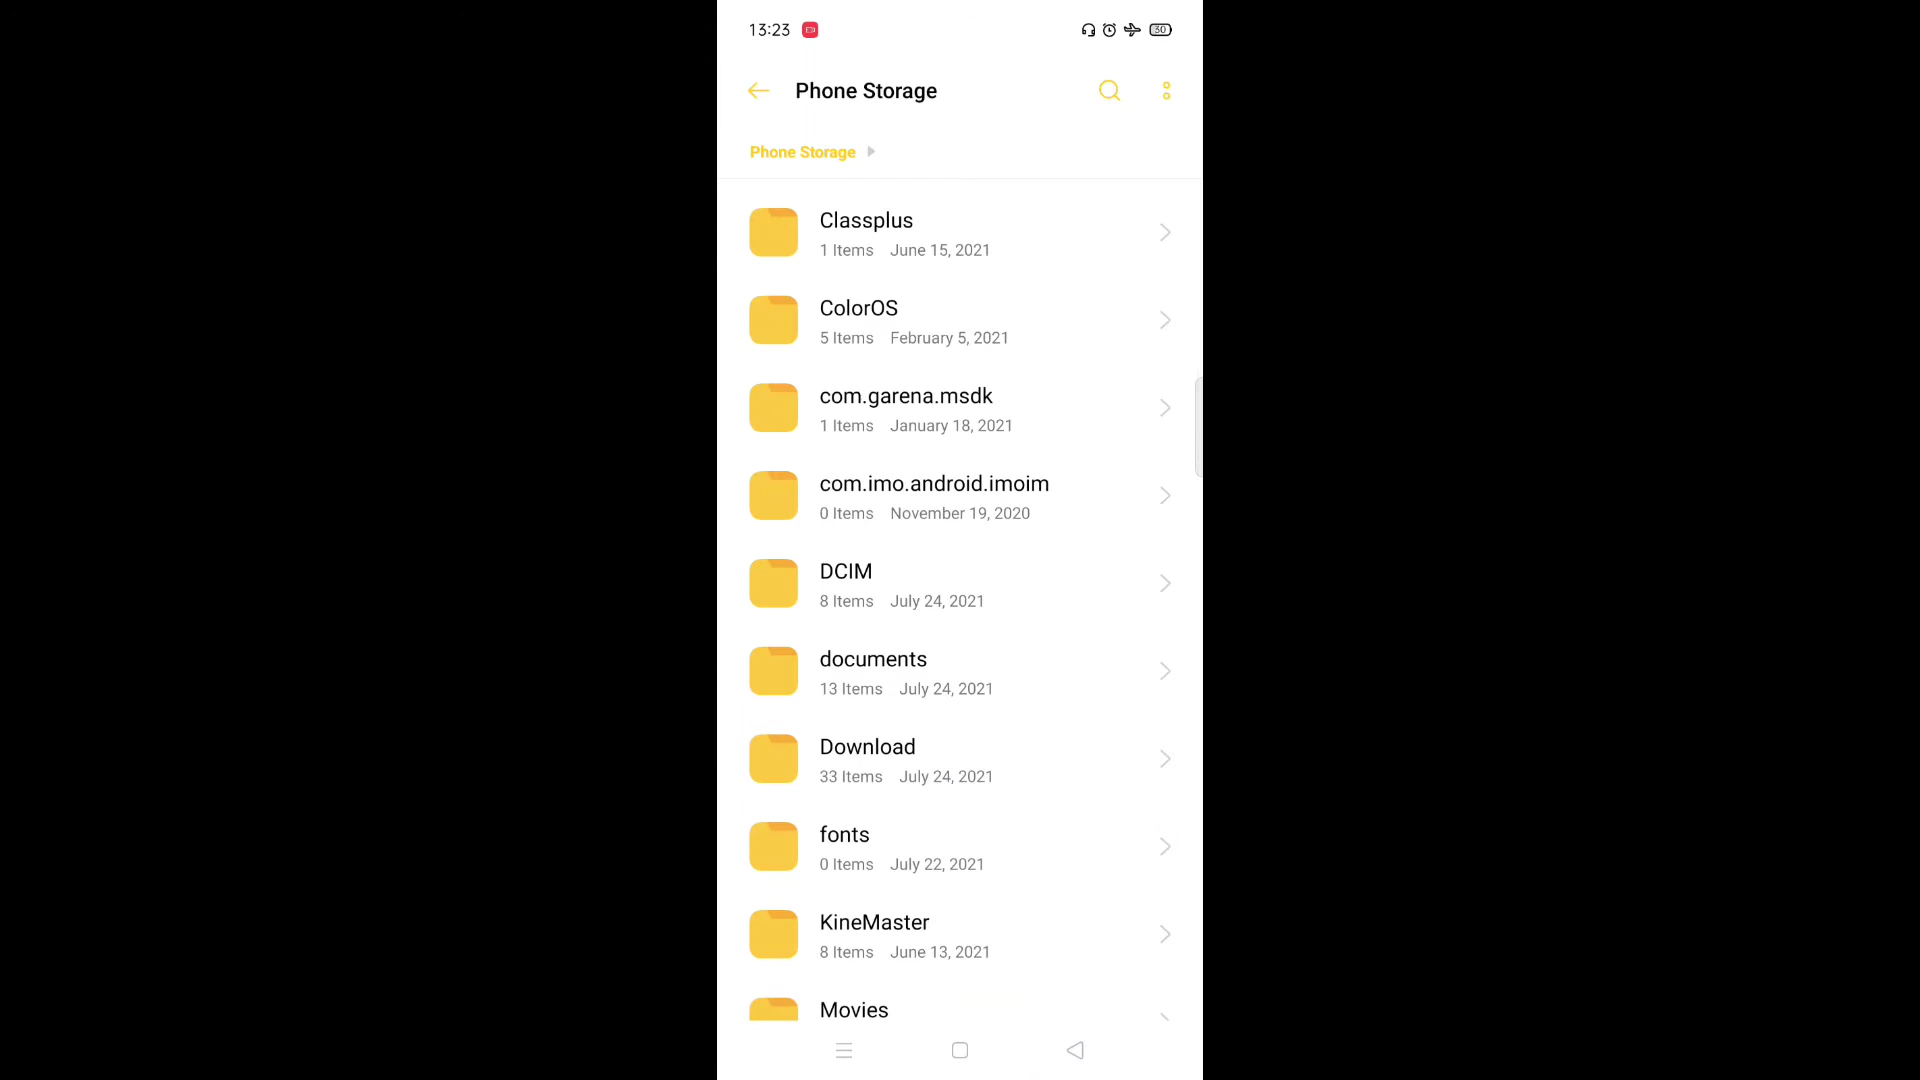 13:23
30
Phone Storage
Phone Storage
Classplus
1 Items June 15, 2021
ColorOS
5 Items February 5, 2021
com.garena.msdk
1 Items January 18, 2021
com.imo.android.imoim
0 Items November 19, 2020
DCIM
8 Items July 24, 2021
documents
13 Items July 24, 2021
Download
33 Items July 24, 2021
fonts
0 Items July 22, 2021
KineMaster
8 Items June 13, 2021
Movies